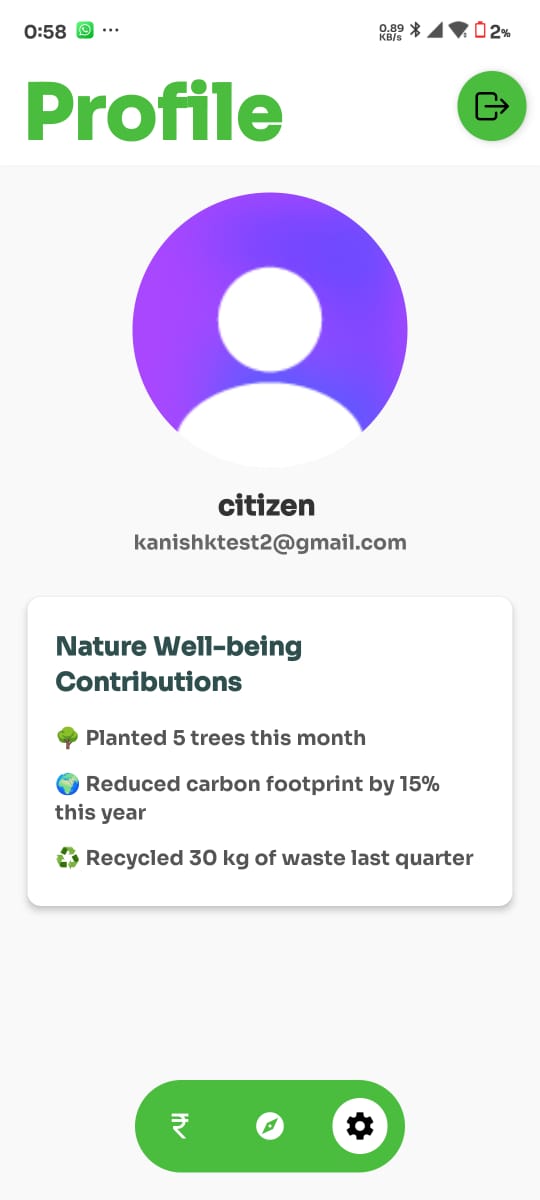 0:58 ... 0.89 KB/s 2%
Profile
citizen
kanishktest2@gmail.com
Nature Well-being
Contributions
🌳 Planted 5 trees this month
🌍 Reduced carbon footprint by 15%
this year
♻️ Recycled 30 kg of waste last quarter
₹